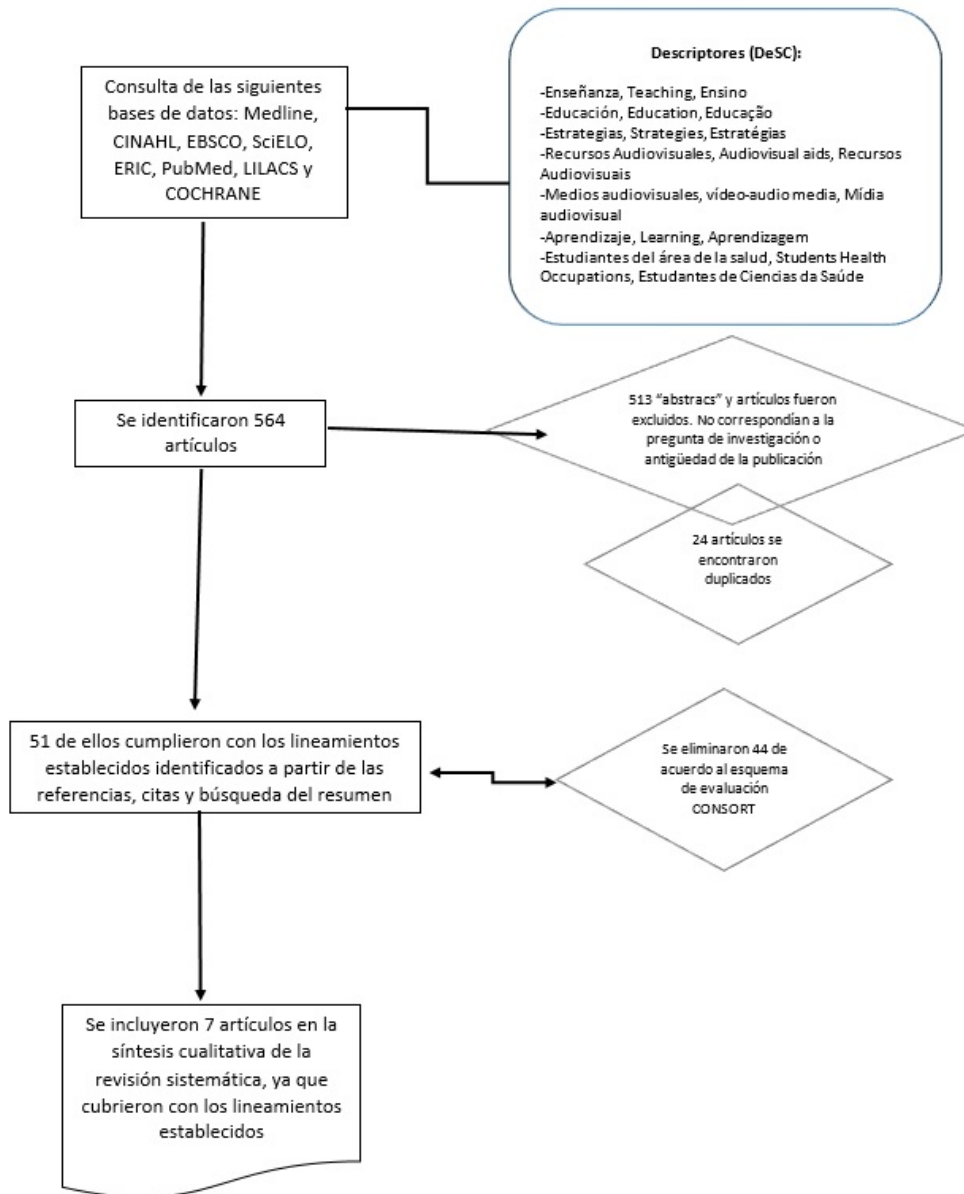 Consulta de las siguientes
bases de datos: Medline,
CINAHL, EBSCO, SciELO,
ERIC, PubMed, LILACS y
COCHRANE
Descriptores (DeSC):
-Enseñanza, Teaching, Ensino
-Educación, Education, Educação
-Estrategias, Strategies, Estratégias
-Recursos Audiovisuales, Audiovisual aids, Recursos
Audiovisuais
-Medios audiovisuales, vídeo-audio media, Mídia
audiovisual
-Aprendizaje, Learning, Aprendizagem
-Estudiantes del área de la salud, Students Health
Occupations, Estudantes de Ciencias da Saúde
Se identificaron 564
artículos
513 “abstracs” y artículos fueron
excluidos. No correspondían a la
pregunta de investigación o
antigüedad de la publicación
24 artículos se
encontraron
duplicados
51 de ellos cumplieron con los lineamientos
establecidos identificados a partir de las
referencias, citas y búsqueda del resumen
Se eliminaron 44 de
acuerdo al esquema
de evaluación
CONSORT
Se incluyeron 7 artículos en la
síntesis cualitativa de la
revisión sistemática, ya que
cubrieron con los lineamientos
establecidos